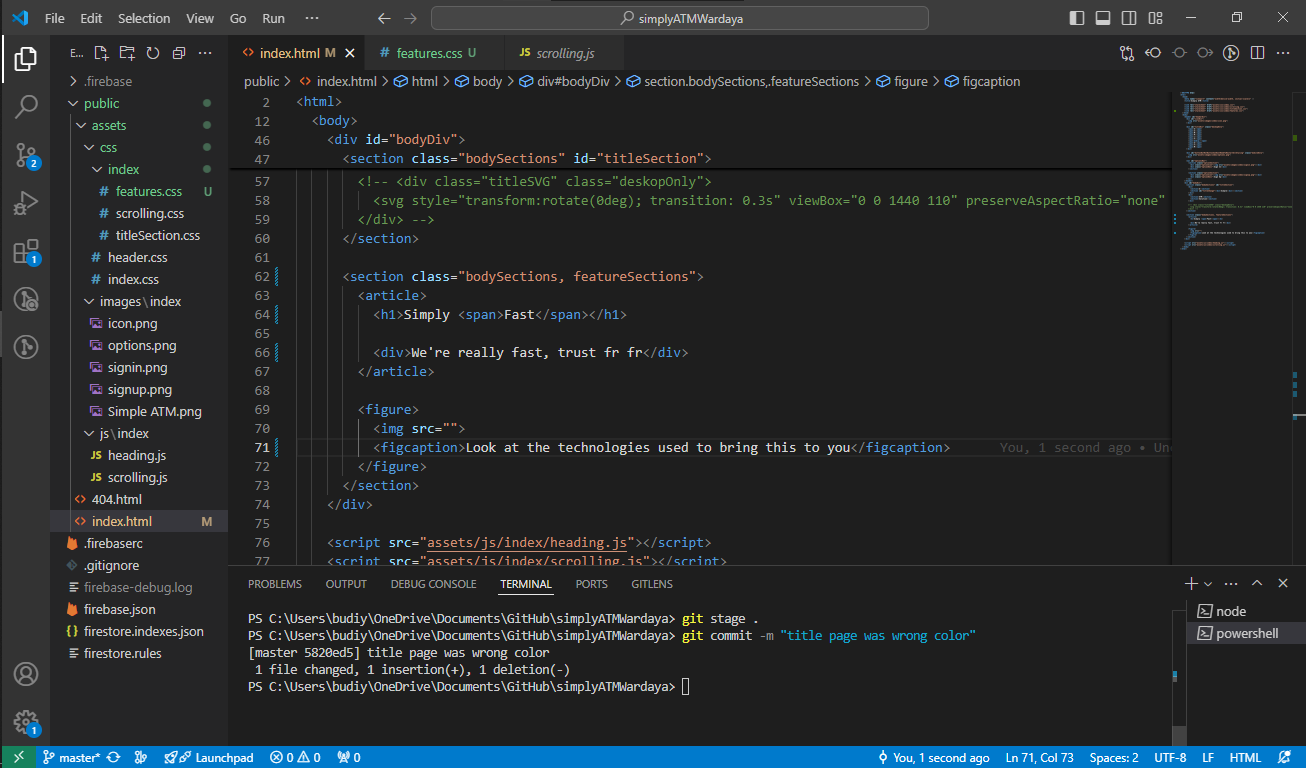 File Edit Selection View Go Run ··· simplyATMWardaya
E... ···
.firebase
public
assets
css
index
features.css U
scrolling.css
titleSection.css
header.css
index.css
images\index
icon.png
options.png
signin.png
signup.png
Simple ATM.png
js\index
JS heading.js
JS scrolling.js
404.html
index.html M
.firebaserc
.gitignore
firebase-debug.log
firebase.json
firestore.indexes.json
firestore.rules
2
1
1
index.html M # features.css U JS scrolling.js
public > index.html > html > body > div#bodyDiv > section.bodySections,.featureSections > figure > figcaption
2 <html>
12 <body>
46 <div id="bodyDiv">
47 <section class="bodySections" id="titleSection">
57 <!-- <div class="titleSVG" class="deskopOnly">
58 <svg style="transform:rotate(0deg); transition: 0.3s" viewBox="0 0 1440 110" preserveAspectRatio="none"
59 </div> -->
60 </section>
61
62 <section class="bodySections, featureSections">
63 <article>
64 <h1>Simply <span>Fast</span></h1>
65
66 <div>We're really fast, trust fr fr</div>
67 </article>
68
69 <figure>
70 <img src="">
71 <figcaption>Look at the technologies used to bring this to you</figcaption> You, 1 second ago • Un
72 </figure>
73 </section>
74 </div>
75
76 <script src="assets/js/index/heading.js"></script>
77 <script src="assets/js/index/scrolling.js"></script>
PROBLEMS OUTPUT DEBUG CONSOLE TERMINAL PORTS GITLENS
PS C:\Users\budiy\OneDrive\Documents\GitHub\simplyATMWardaya> git stage .
PS C:\Users\budiy\OneDrive\Documents\GitHub\simplyATMWardaya> git commit -m "title page was wrong color"
[master 5820ed5] title page was wrong color
1 file changed, 1 insertion(+), 1 deletion(-)
PS C:\Users\budiy\OneDrive\Documents\GitHub\simplyATMWardaya>
node
powershell
master* Launchpad 0 0 0 You, 1 second ago Ln 71, Col 73 Spaces: 2 UTF-8 LF HTML